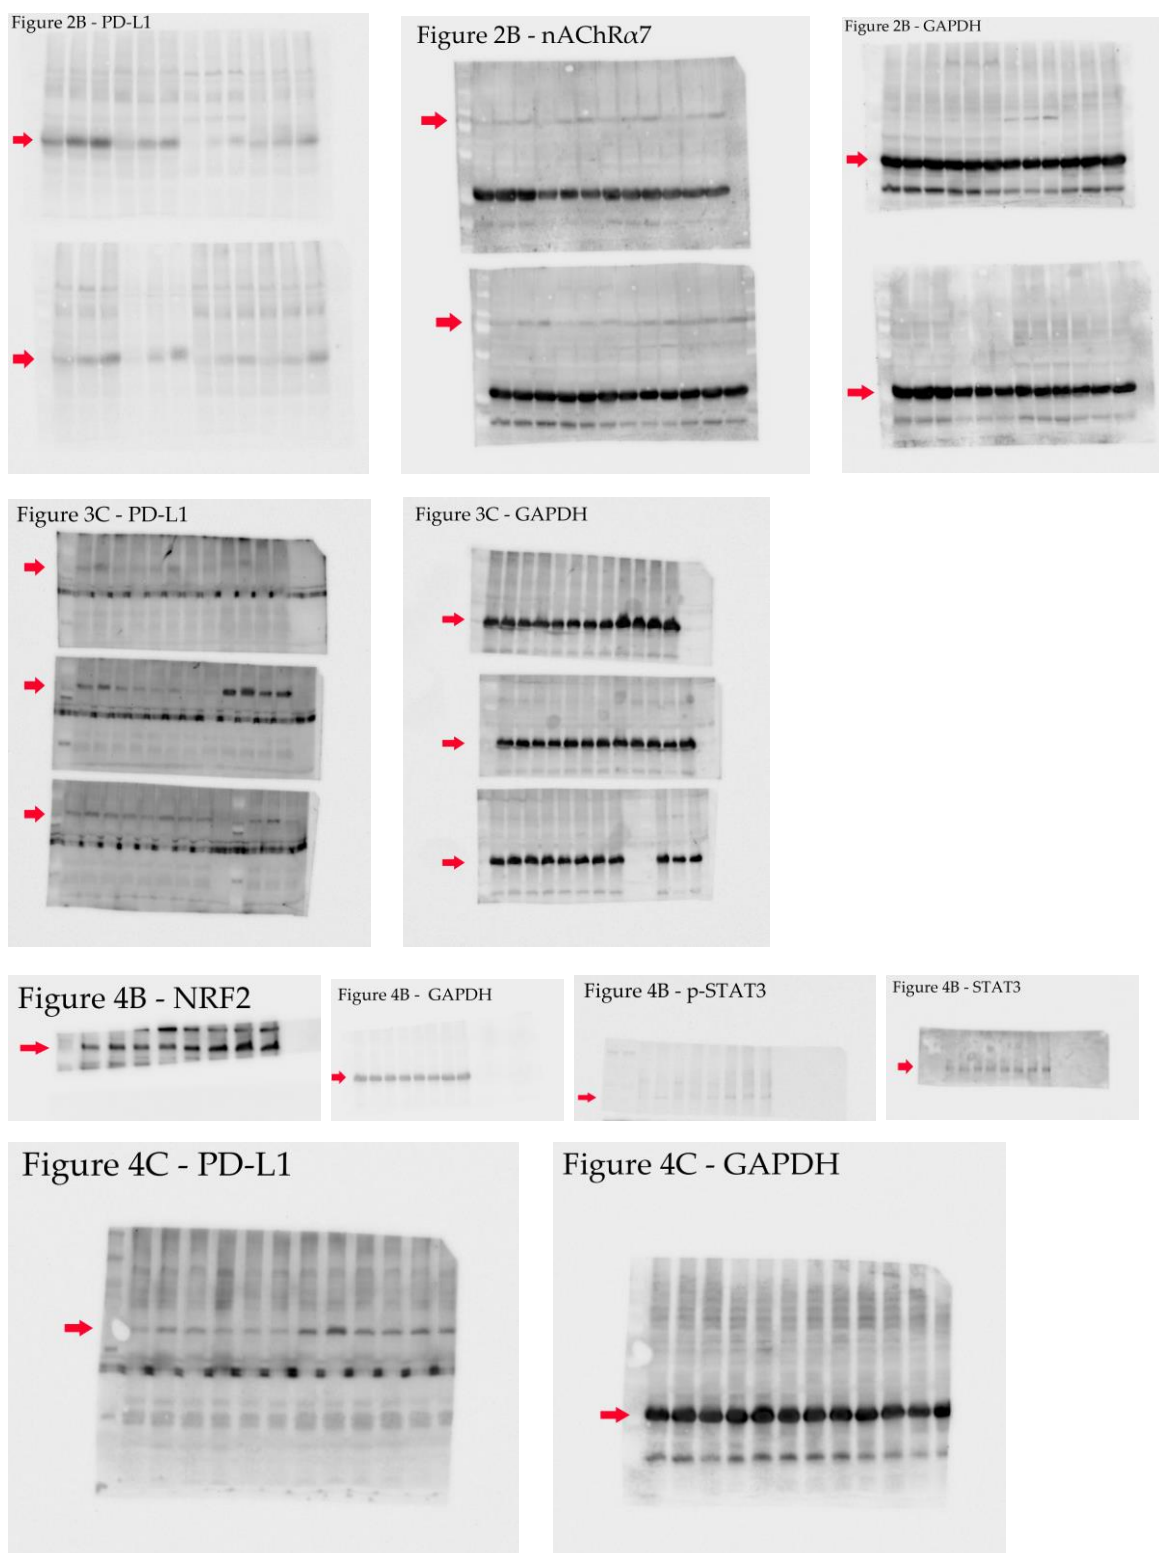 Figure 2B - PD-L1
Figure 2B - nAChRα7
Figure 2B - GAPDH
Figure 3C - PD-L1
Figure 3C - GAPDH
Figure 4B - NRF2
Figure 4B - GAPDH
Figure 4B - p-STAT3
Figure 4B - STAT3
Figure 4C - PD-L1
Figure 4C - GAPDH